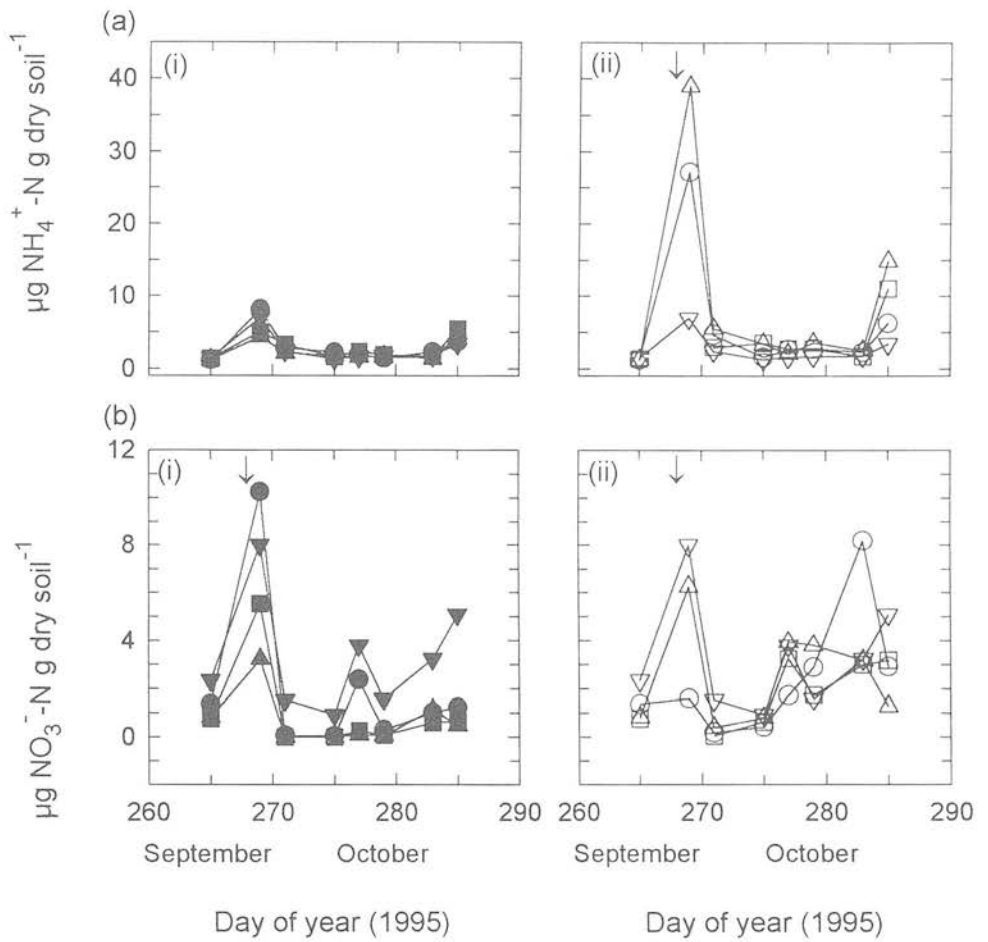 (a)
(i)
(ii)
40
30
20
10
0
µg NH₄⁺-N g dry soil⁻¹
(b)
12
(i)
(ii)
8
4
0
µg NO₃⁻-N g dry soil⁻¹
260 270 280 290 260 270 280 290
September October September October
Day of year (1995) Day of year (1995)